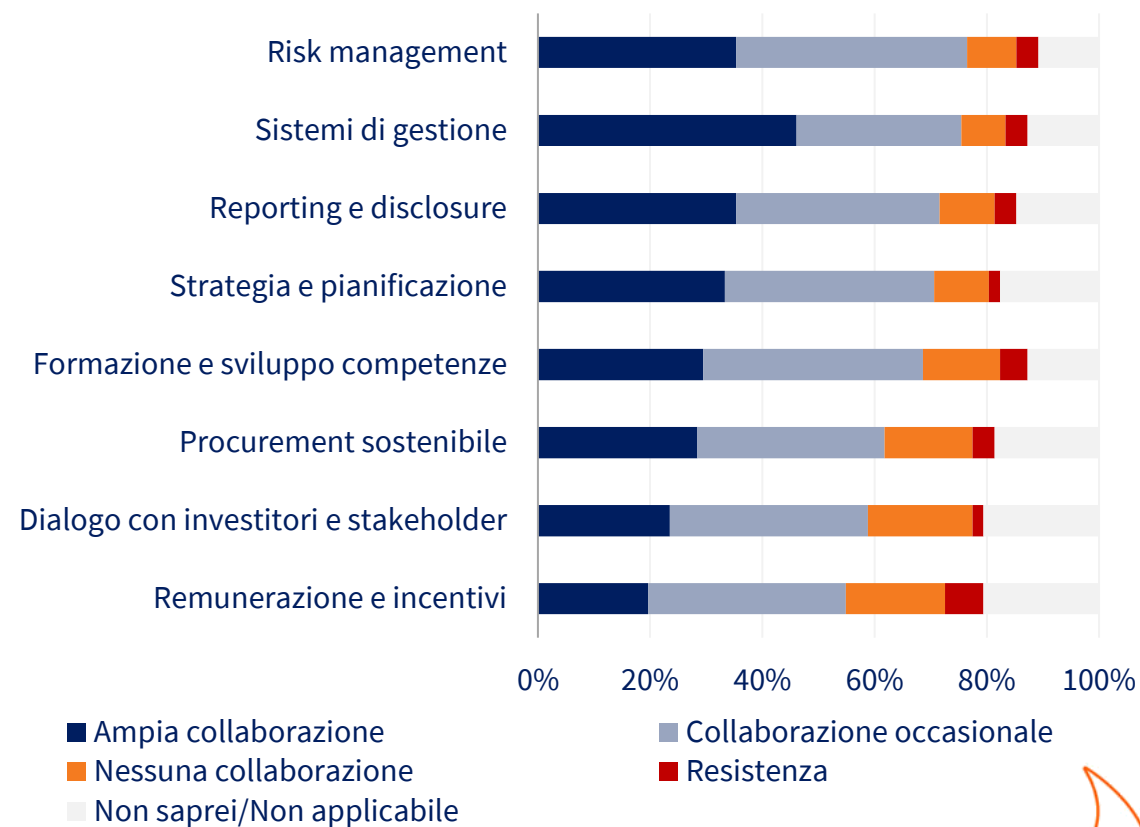 Risk management
Sistemi di gestione
Reporting e disclosure
Strategia e pianificazione
Formazione e sviluppo competenze
Procurement sostenibile
Dialogo con investitori e stakeholder
Remunerazione e incentivi
0% 20% 40% 60% 80% 100%
Ampia collaborazione Collaborazione occasionale
Nessuna collaborazione Resistenza
Non saprei/Non applicabile